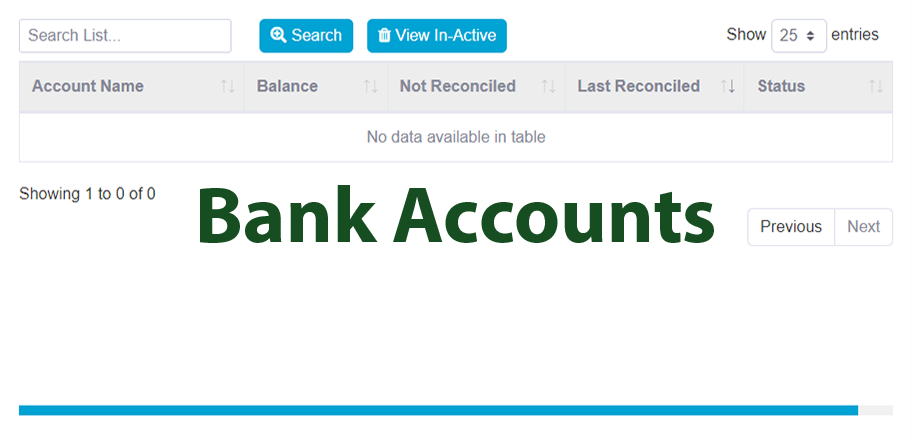 Search List... Search View In-Active Show 25 entries
Account Name Balance Not Reconciled Last Reconciled Status
No data available in table
Showing 1 to 0 of 0
Bank Accounts
Previous Next